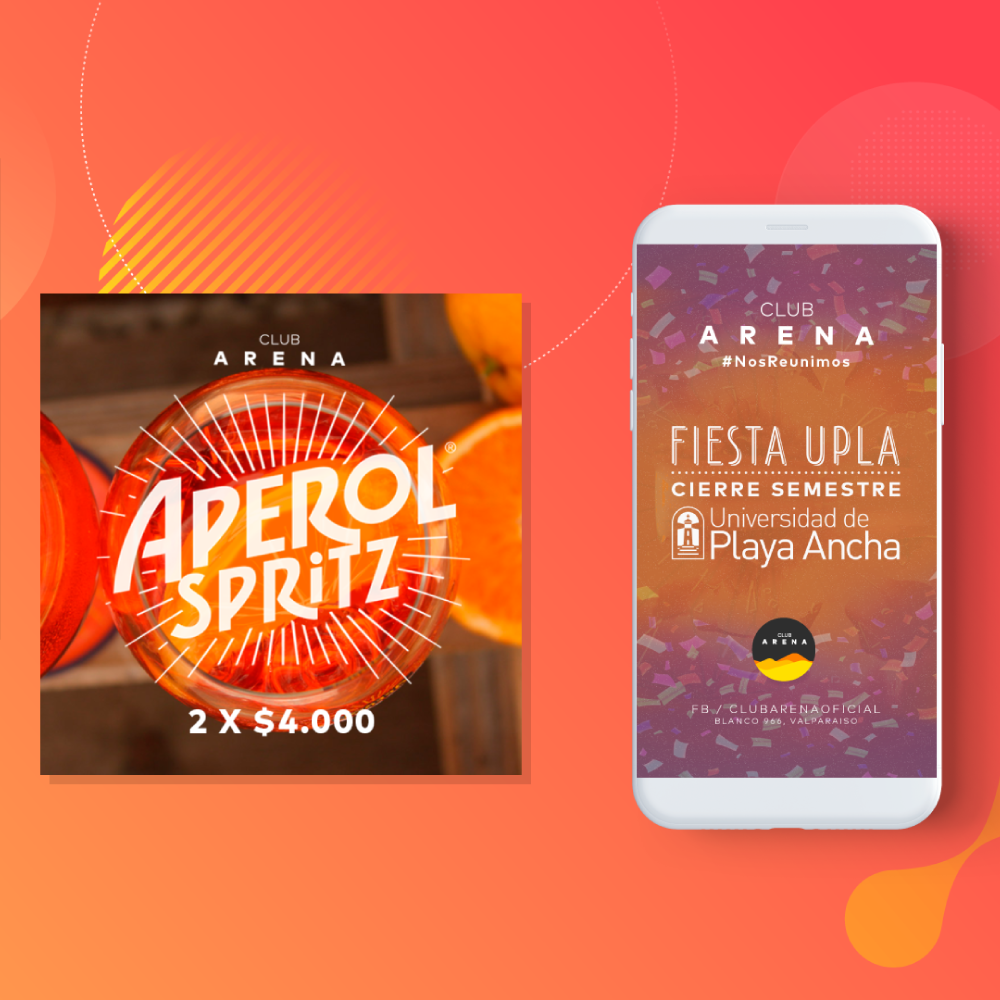 CLUB
ARENA
APEROL®
SPRiTZ
2 X $4.000
CLUB
ARENA
#NosReunimos
FIESTA UPLA
CIERRE SEMESTRE
Universidad de
Playa Ancha
CLUB
ARENA
FB / CLUBARENAOFICIAL
BLANCO 966, VALPARAISO